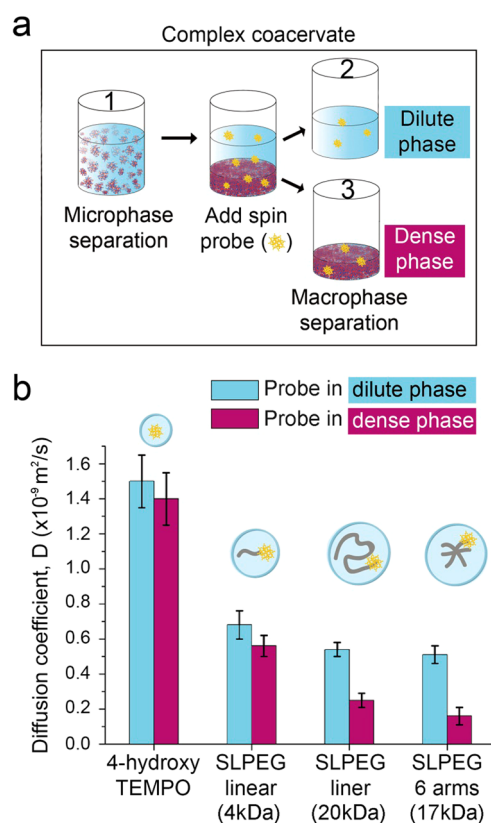 a
Complex coacervate
1
2
Dilute
phase
Microphase
separation
Add spin
probe ( )
3
Dense
phase
Macrophase
separation
b
Probe in dilute phase
Probe in dense phase
Diffusion coefficient, D (x10⁻⁹ m²/s)
1.6
1.4
1.2
1.0
0.8
0.6
0.4
0.2
0.0
4-hydroxy
TEMPO
SLPEG
linear
(4kDa)
SLPEG
liner
(20kDa)
SLPEG
6 arms
(17kDa)